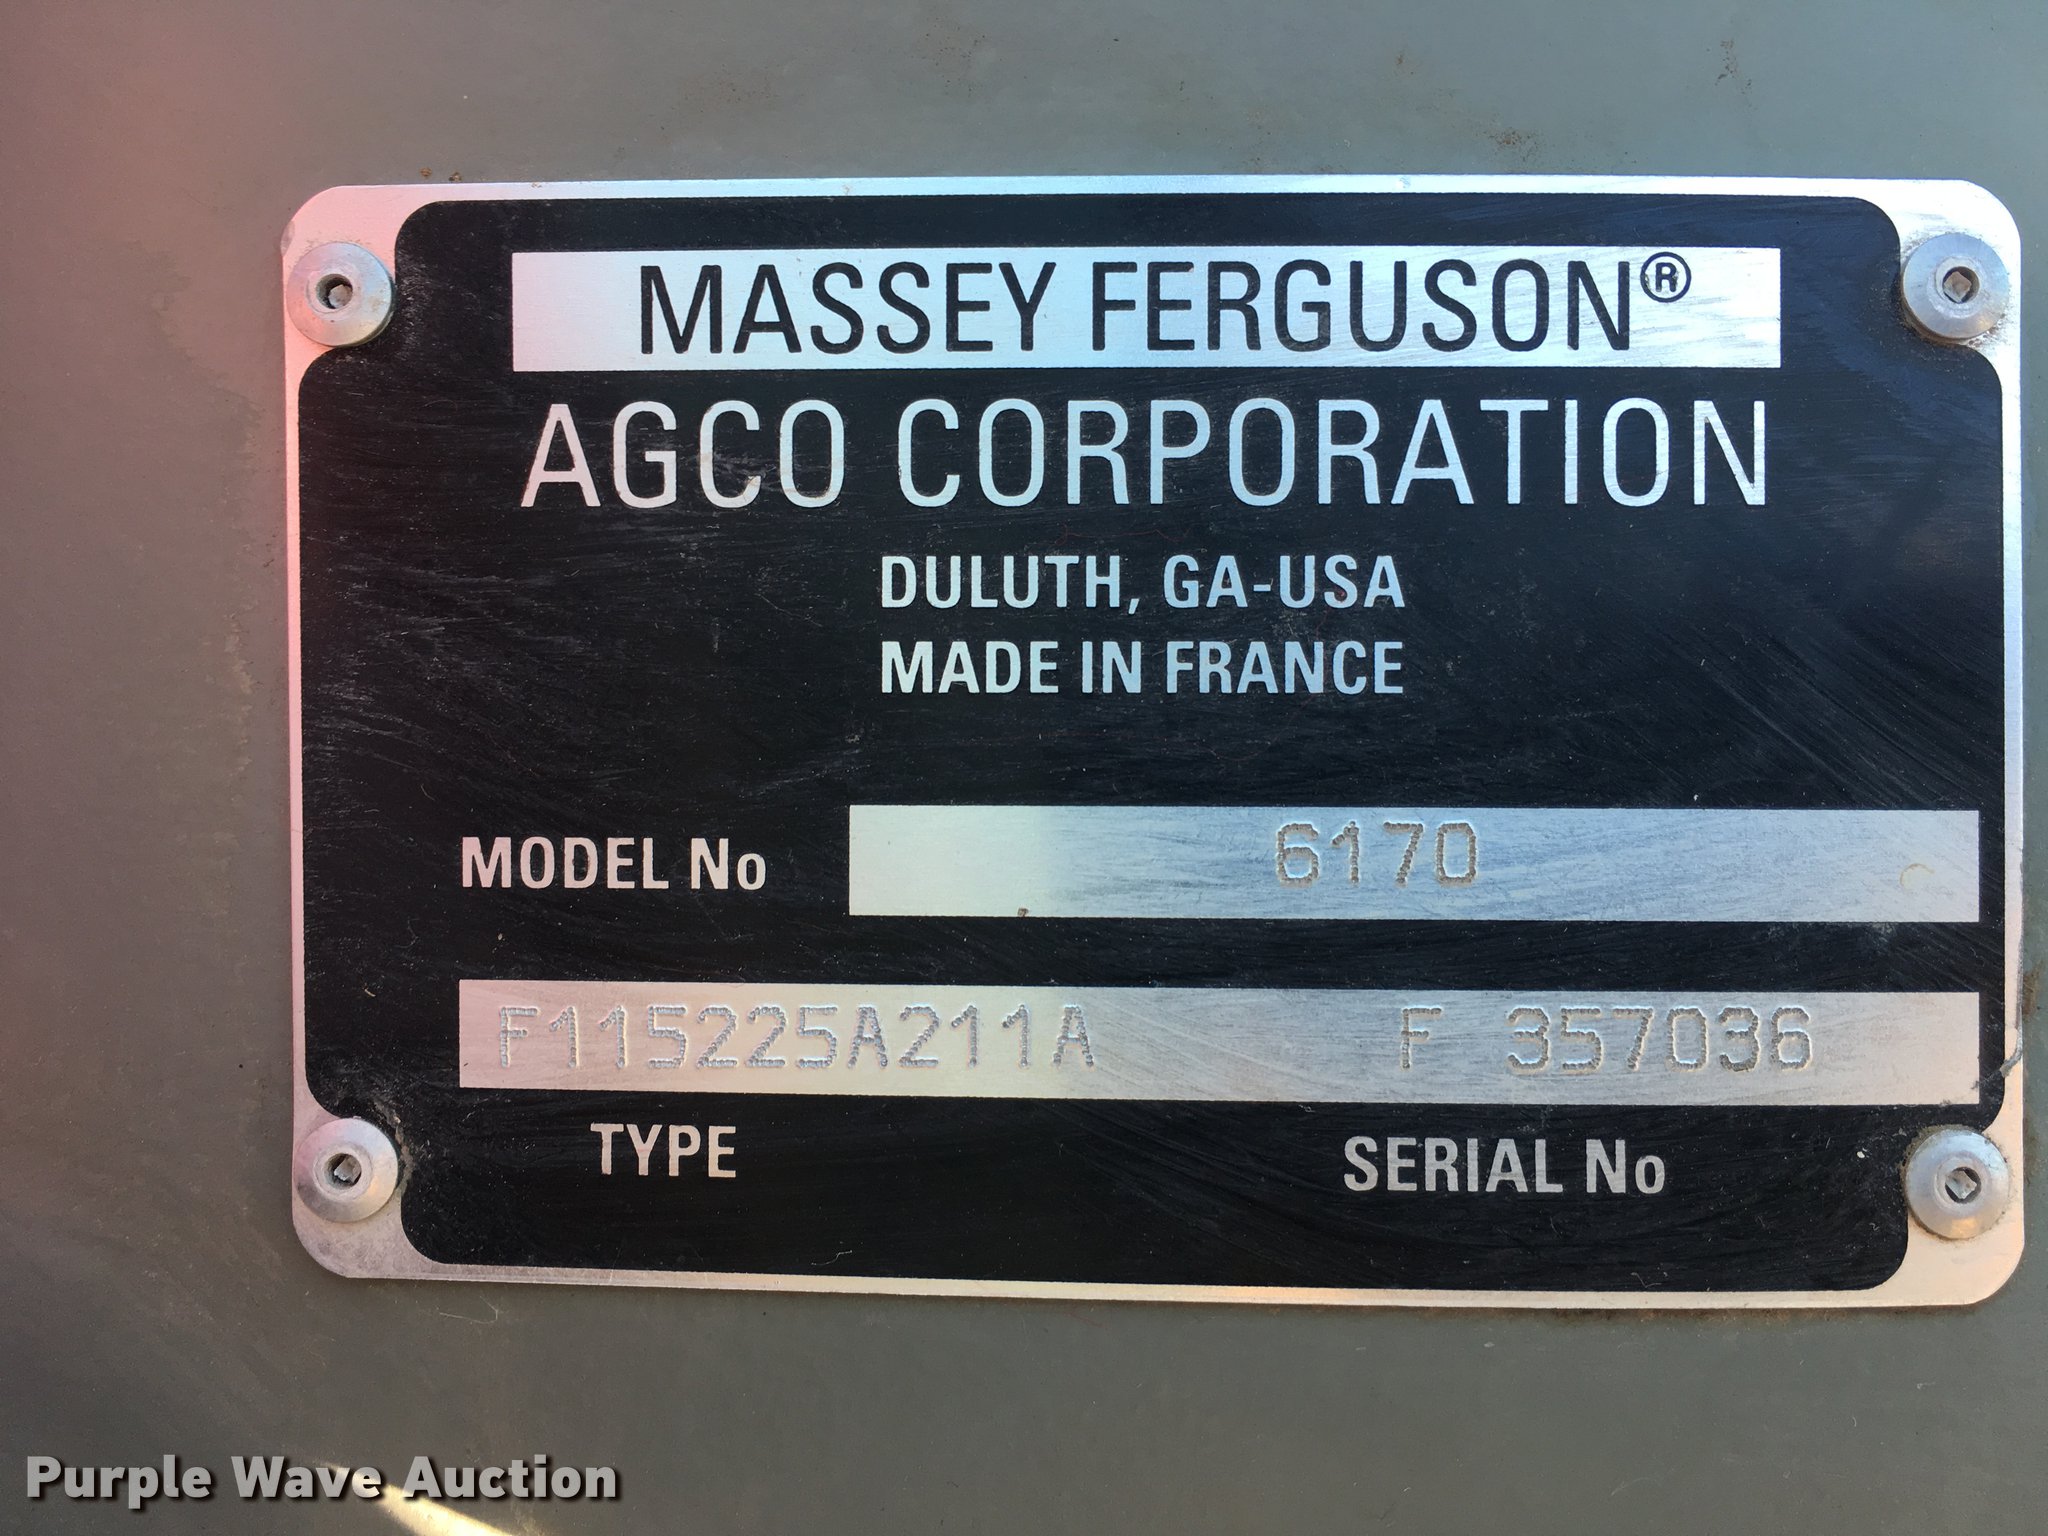 MASSEY FERGUSON®
AGCO CORPORATION
DULUTH, GA-USA
MADE IN FRANCE
MODEL No 6170
F115225A211A F 357036
TYPE SERIAL No
Purple Wave Auction